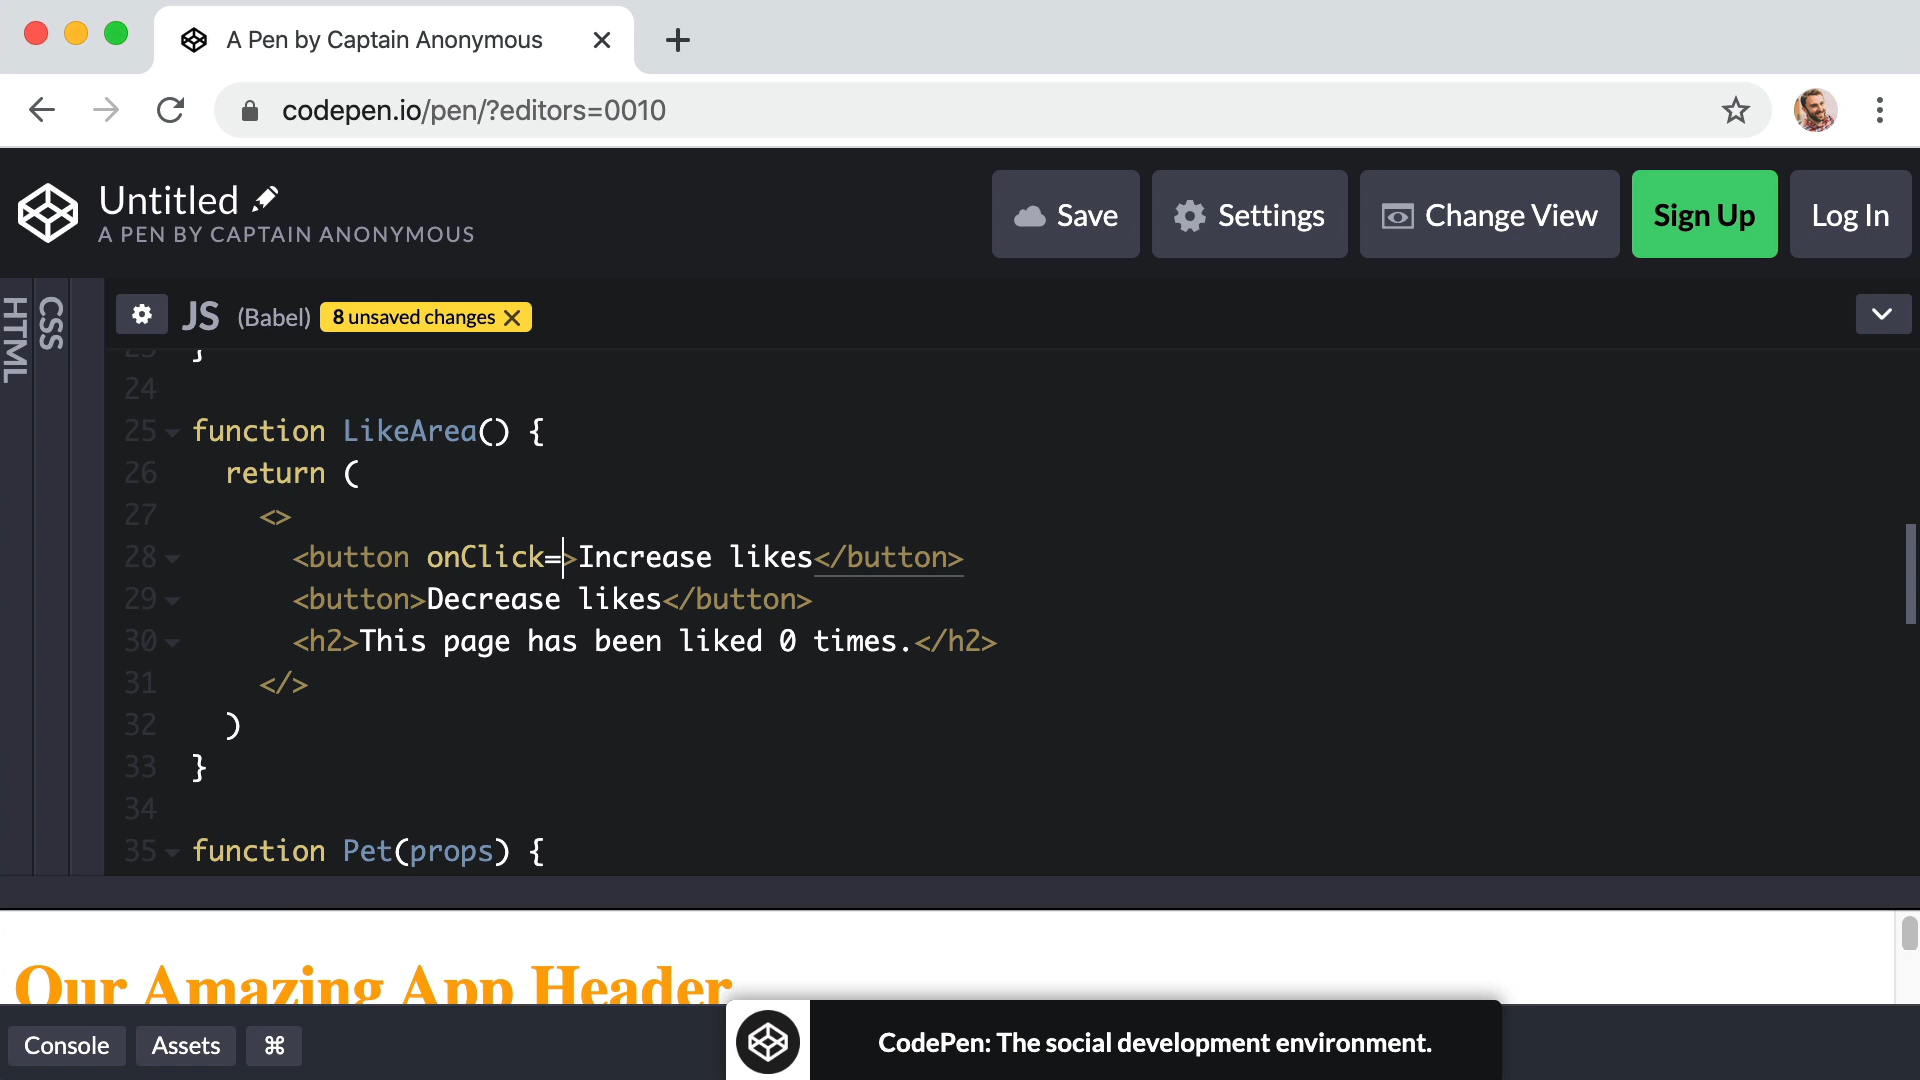 A Pen by Captain Anonymous
codepen.io/pen/?editors=0010
Untitled
A PEN BY CAPTAIN ANONYMOUS
Save
Settings
Change View
Sign Up
Log In
HTML
CSS
JS (Babel) 8 unsaved changes
23 }
24
25 function LikeArea() {
26 return (
27 <>
28 <button onClick=>Increase likes</button>
29 <button>Decrease likes</button>
30 <h2>This page has been liked 0 times.</h2>
31 </>
32 )
33 }
34
35 function Pet(props) {
Our Amazing App Header
Console
Assets
⌘
CodePen: The social development environment.